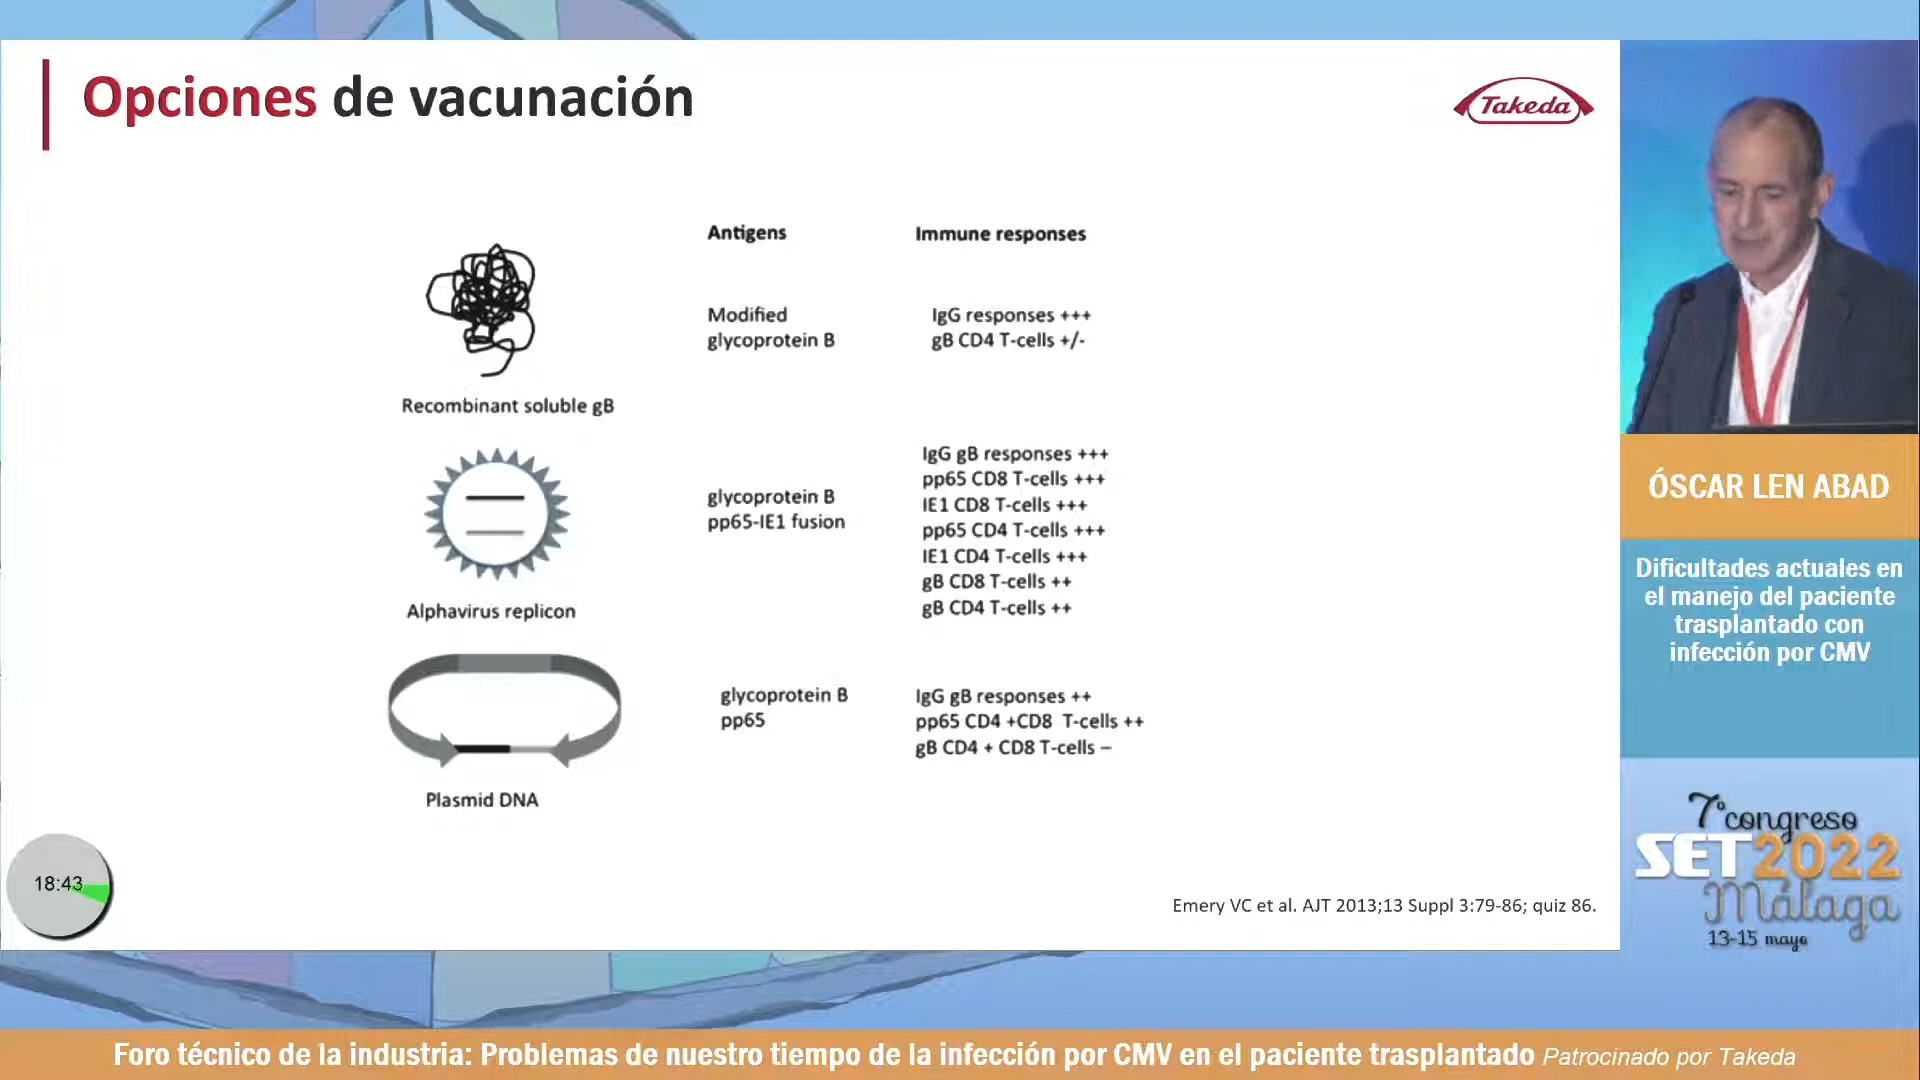 Opciones de vacunación
Takeda
Antigens
Immune responses
Modified
glycoprotein B
IgG responses +++
gB CD4 T-cells +/-
Recombinant soluble gB
glycoprotein B
pp65-IE1 fusion
IgG gB responses +++
pp65 CD8 T-cells +++
IE1 CD8 T-cells +++
pp65 CD4 T-cells +++
IE1 CD4 T-cells +++
gB CD8 T-cells ++
gB CD4 T-cells ++
Alphavirus replicon
glycoprotein B
pp65
IgG gB responses ++
pp65 CD4 +CD8 T-cells ++
gB CD4 + CD8 T-cells –
Plasmid DNA
18:43
Emery VC et al. AJT 2013;13 Suppl 3:79-86; quiz 86.
ÓSCAR LEN ABAD
Dificultades actuales en
el manejo del paciente
trasplantado con
infección por CMV
7º congreso
SET2022
Málaga
13-15 mayo
Foro técnico de la industria: Problemas de nuestro tiempo de la infección por CMV en el paciente trasplantado Patrocinado por Takeda